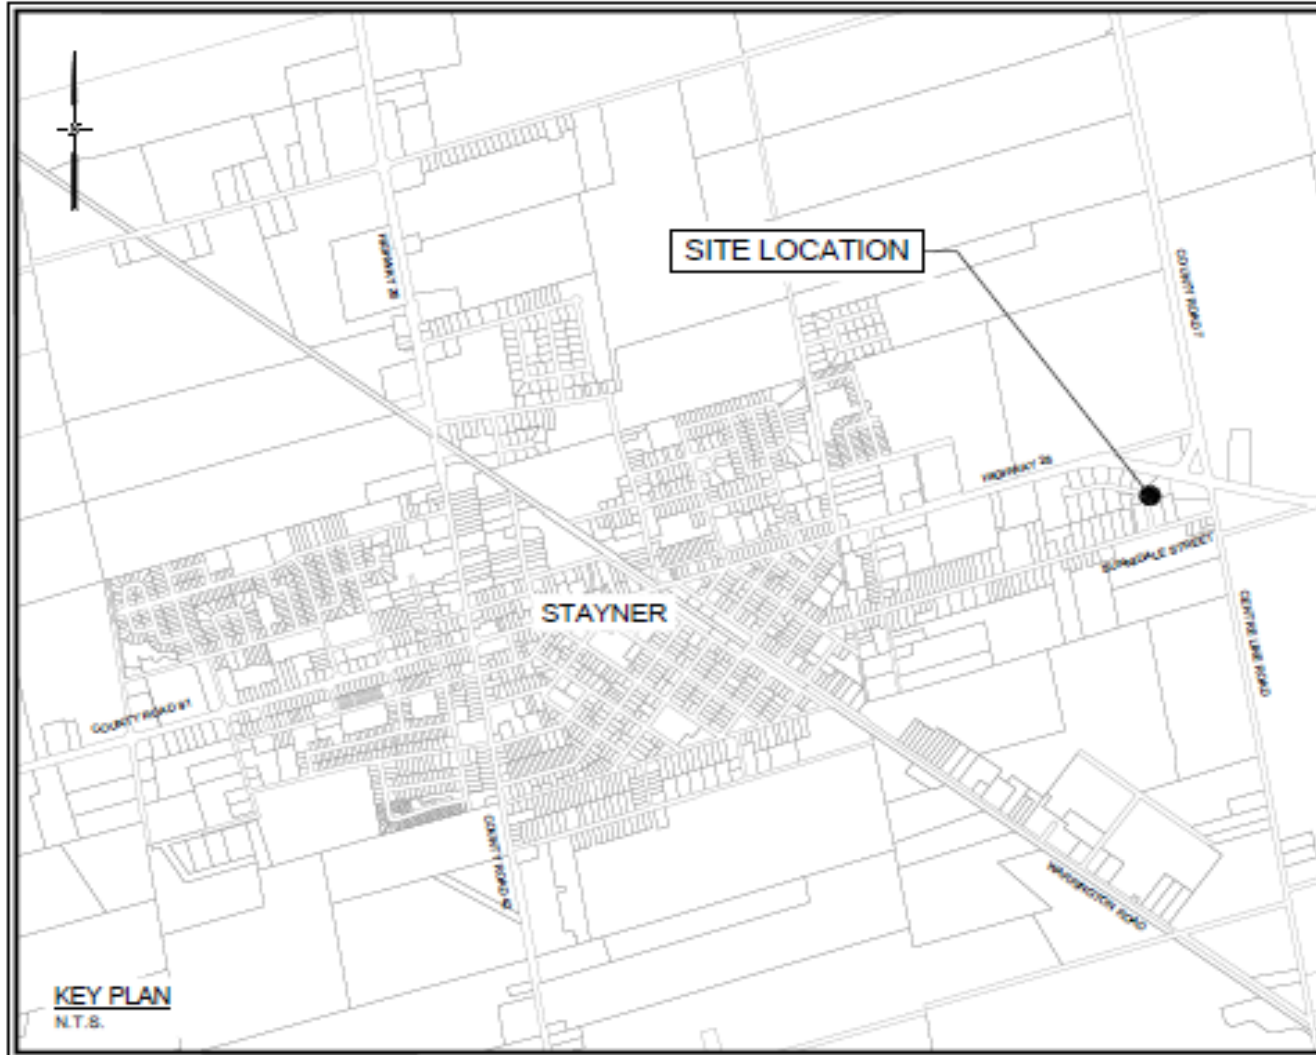 HIGHWAY 26
SITE LOCATION
COUNTY ROAD 7
HIGHWAY 26
SUNNIDALE STREET
STAYNER
CENTRE LINE ROAD
COUNTY ROAD 91
COUNTY ROAD 42
WARRINGTON ROAD
KEY PLAN
N.T.S.